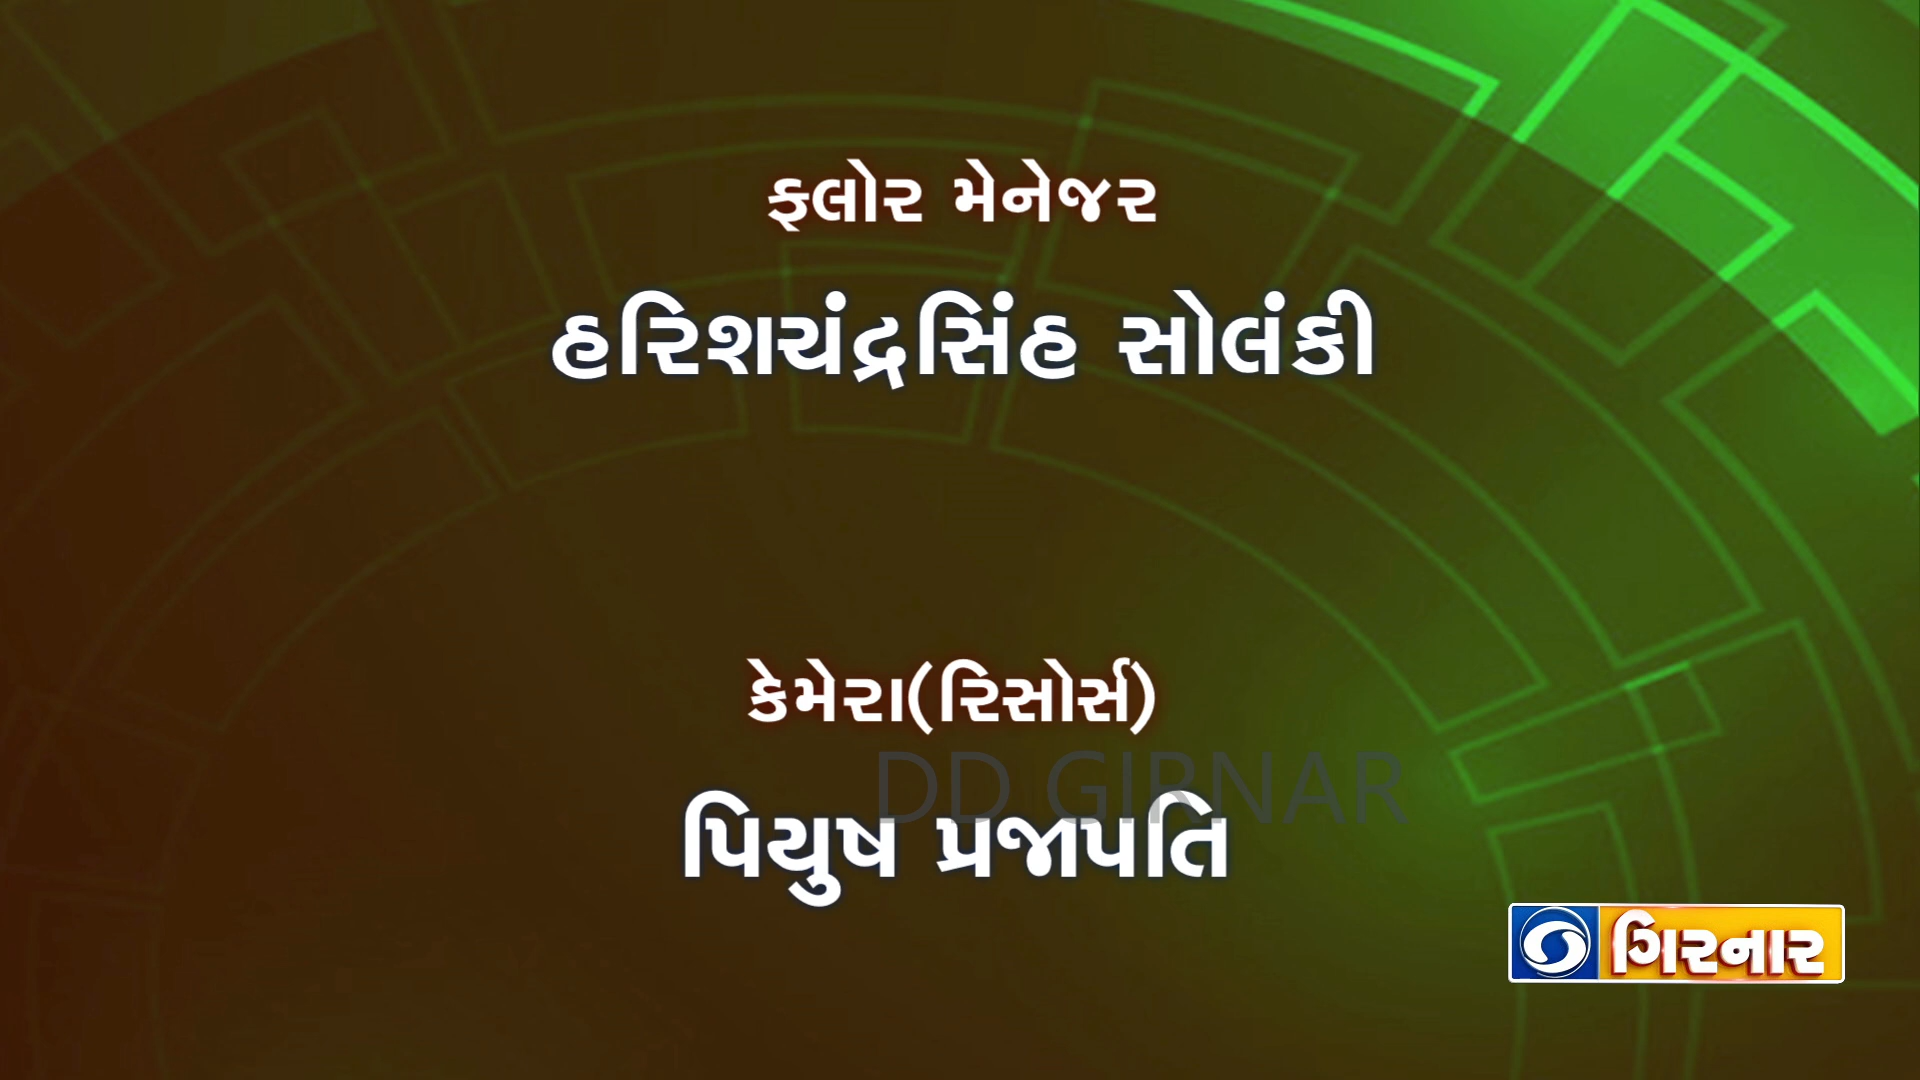 ફ્લોર મેનેજર
હરિશચંદ્રસિંહ સોલંકી
કેમેરા(રિસોર્સ)
DD GIRNAR
પિયુષ પ્રજાપતિ
ગિરનાર